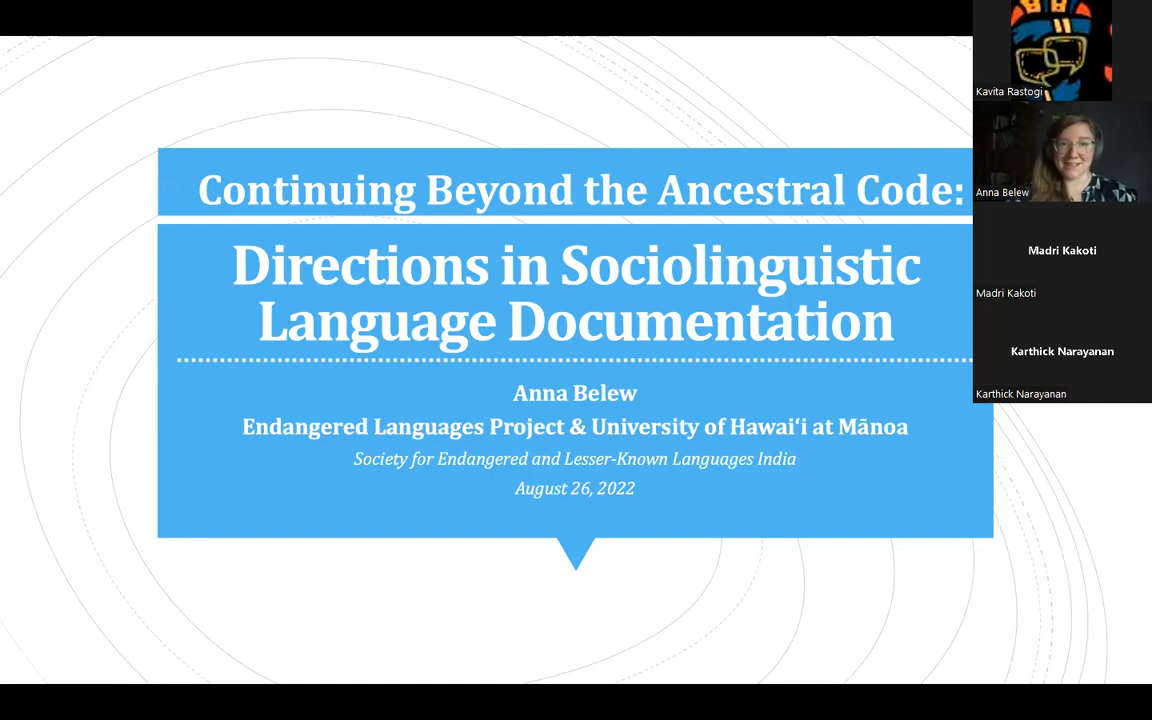 Continuing Beyond the Ancestral Code:
Directions in Sociolinguistic
Language Documentation
Anna Belew
Endangered Languages Project & University of Hawaiʻi at Mānoa
Society for Endangered and Lesser-Known Languages India
August 26, 2022
Kavita Rastogi
Anna Belew
Madri Kakoti
Madri Kakoti
Karthick Narayanan
Karthick Narayanan